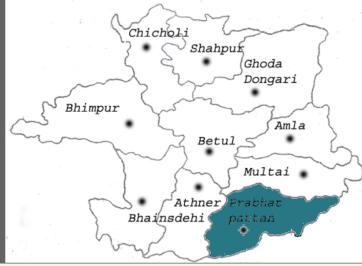 Chicholi
Shahpur
Ghoda
Dongari
Bhimpur
Amla
Betul
Multai
Athner
Prabhat
pattan
Bhainsdehi